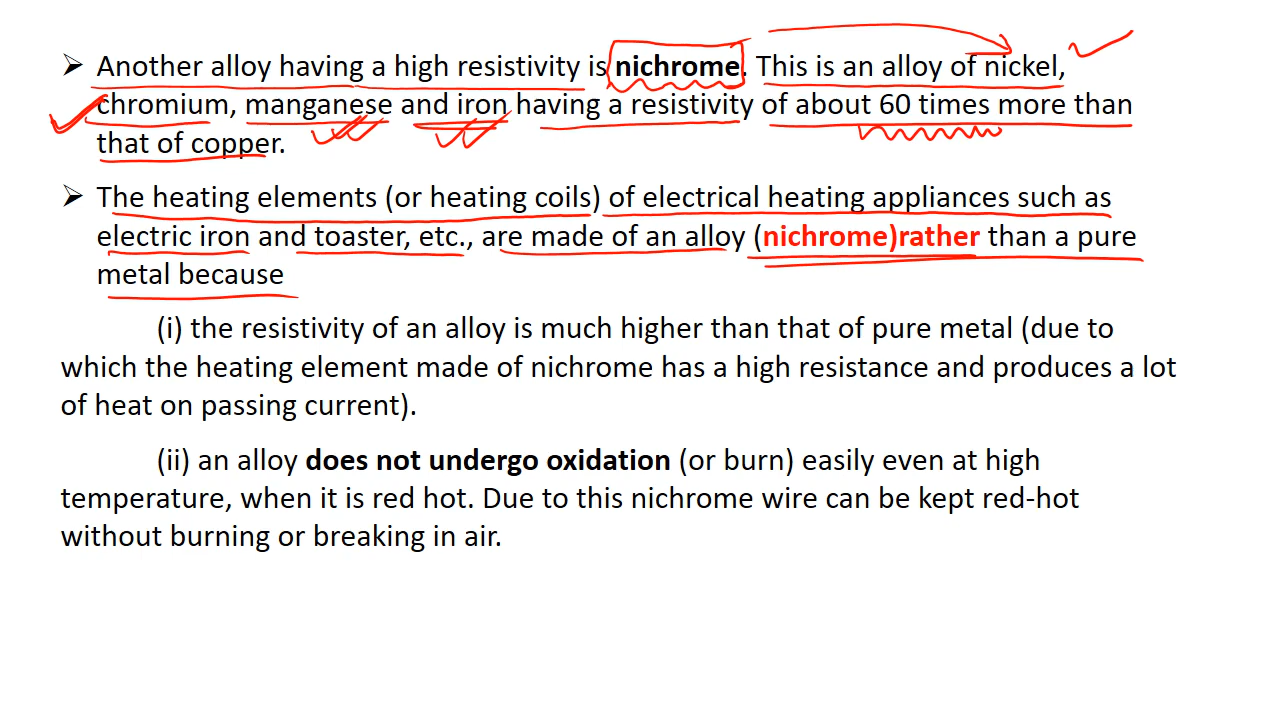 ➢ Another alloy having a high resistivity is nichrome. This is an alloy of nickel,
chromium, manganese and iron having a resistivity of about 60 times more than
that of copper.
➢ The heating elements (or heating coils) of electrical heating appliances such as
electric iron and toaster, etc., are made of an alloy (nichrome)rather than a pure
metal because
(i) the resistivity of an alloy is much higher than that of pure metal (due to
which the heating element made of nichrome has a high resistance and produces a lot
of heat on passing current).
(ii) an alloy does not undergo oxidation (or burn) easily even at high
temperature, when it is red hot. Due to this nichrome wire can be kept red-hot
without burning or breaking in air.